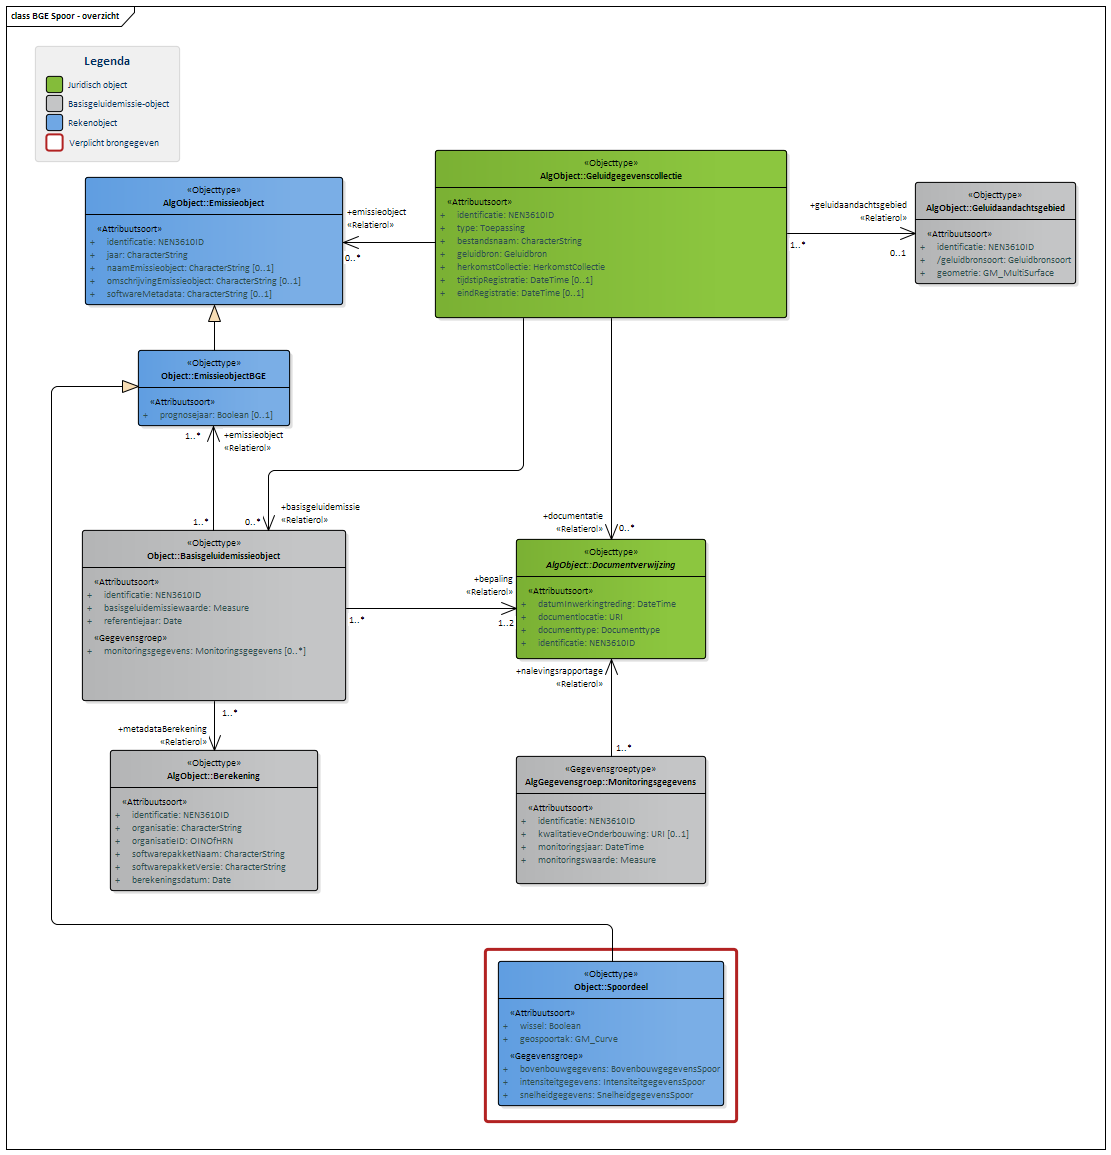 class BGE Spoor - overzicht
Legenda
Juridisch object
Basisgeluidemissie-object
Rekenobject
Verplicht brongegeven
«Objecttype»
AlgObject::Emissieobject
«Attribuutsoort»
+ identificatie: NEN3610ID
+ jaar: CharacterString
+ naamEmissieobject: CharacterString [0..1]
+ omschrijvingEmissieobject: CharacterString [0..1]
+ softwareMetadata: CharacterString [0..1]
+emissieobject
«Relatierol»
0..*
«Objecttype»
AlgObject::Geluidgegevenscollectie
«Attribuutsoort»
+ identificatie: NEN3610ID
+ type: Toepassing
+ bestandsnaam: CharacterString
+ geluidbron: Geluidbron
+ herkomstCollectie: HerkomstCollectie
+ tijdstipRegistratie: DateTime [0..1]
+ eindRegistratie: DateTime [0..1]
+geluidaandachtsgebied
«Relatierol»
1..*
0..1
«Objecttype»
AlgObject::Geluidaandachtsgebied
«Attribuutsoort»
+ identificatie: NEN3610ID
+ /geluidbronsoort: Geluidbronsoort
+ geometrie: GM_MultiSurface
«Objecttype»
Object::EmissieobjectBGE
«Attribuutsoort»
+ prognosejaar: Boolean [0..1]
1..*
+emissieobject
«Relatierol»
1..*
0..*
+basisgeluidemissie
«Relatierol»
+documentatie
«Relatierol»
0..*
«Objecttype»
Object::Basisgeluidemissieobject
«Attribuutsoort»
+ identificatie: NEN3610ID
+ basisgeluidemissiewaarde: Measure
+ referentiejaar: Date
«Gegevensgroep»
+ monitoringsgegevens: Monitoringsgegevens [0..*]
+bepaling
«Relatierol»
1..*
1..2
«Objecttype»
AlgObject::Documentverwijzing
«Attribuutsoort»
+ datumInwerkingtreding: DateTime
+ documentlocatie: URI
+ documenttype: Documenttype
+ identificatie: NEN3610ID
+nalevingsrapportage
«Relatierol»
1..*
1..*
+metadataBerekening
«Relatierol»
«Objecttype»
AlgObject::Berekening
«Attribuutsoort»
+ identificatie: NEN3610ID
+ organisatie: CharacterString
+ organisatieID: OINOfHRN
+ softwarepakketNaam: CharacterString
+ softwarepakketVersie: CharacterString
+ berekeningsdatum: Date
«Gegevensgroeptype»
AlgGegevensgroep::Monitoringsgegevens
«Attribuutsoort»
+ identificatie: NEN3610ID
+ kwalitatieveOnderbouwing: URI [0..1]
+ monitoringsjaar: DateTime
+ monitoringswaarde: Measure
«Objecttype»
Object::Spoordeel
«Attribuutsoort»
+ wissel: Boolean
+ geospoortak: GM_Curve
«Gegevensgroep»
+ bovenbouwgegevens: BovenbouwgegevensSpoor
+ intensiteitgegevens: IntensiteitgegevensSpoor
+ snelheidgegevens: SnelheidgegevensSpoor